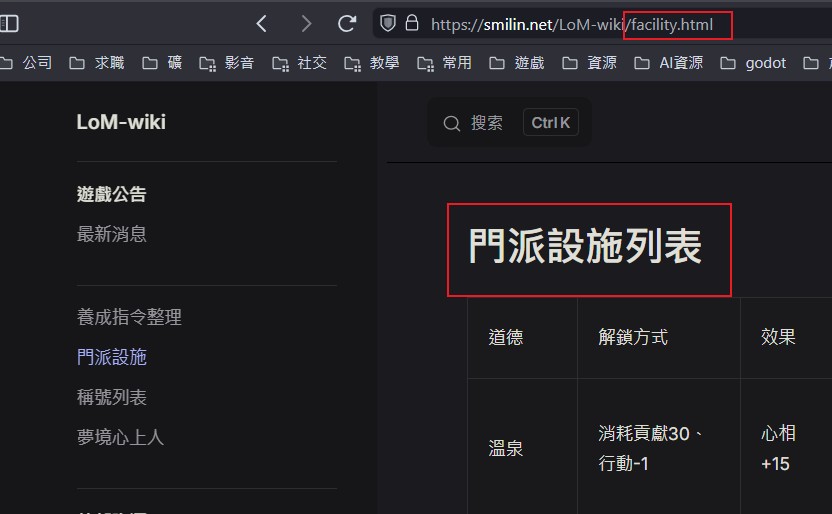 https://smilin.net/LoM-wiki/facility.html
公司 求職 礦 影音 社交 教學 常用 遊戲 資源 AI資源 godot
LoM-wiki
搜索 Ctrl K
遊戲公告
最新消息
養成指令整理
門派設施
稱號列表
夢境心上人
門派設施列表
道德 解鎖方式 效果
溫泉
消耗貢獻30、
行動-1
心相
+15